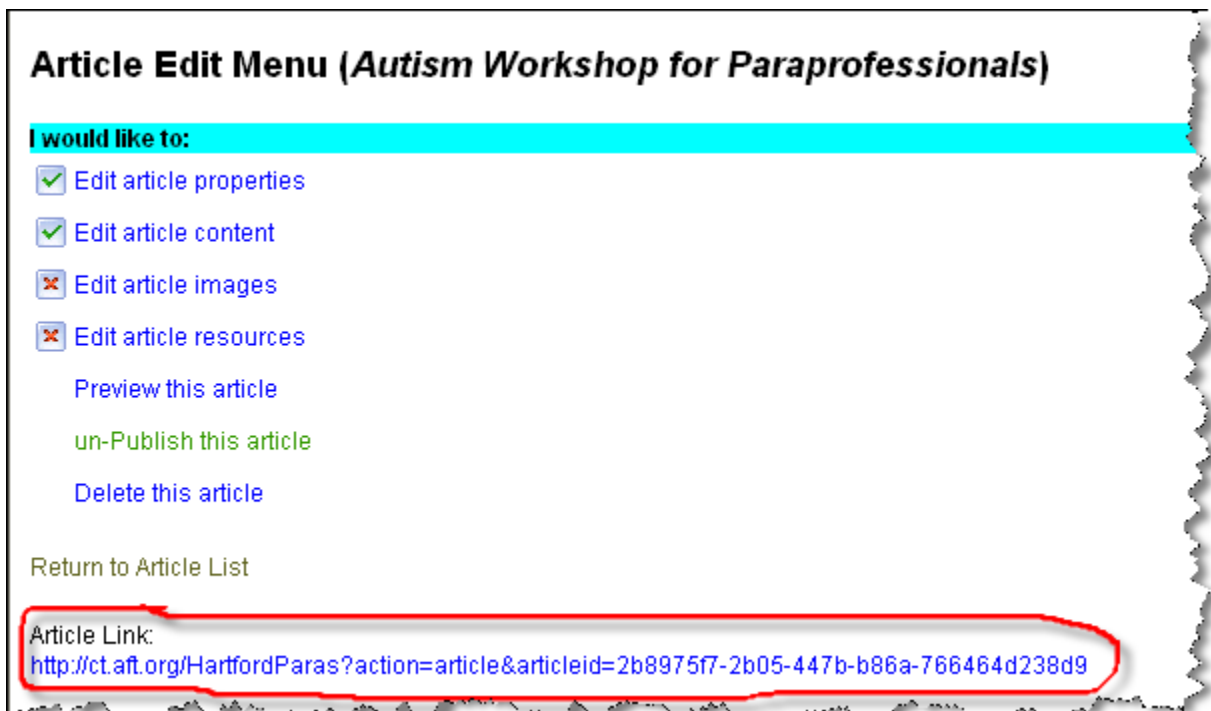 Article Edit Menu (Autism Workshop for Paraprofessionals)
I would like to:
Edit article properties
Edit article content
Edit article images
Edit article resources
Preview this article
un-Publish this article
Delete this article
Return to Article List
Article Link:
http://ct.aft.org/HartfordParas?action=article&articleid=2b8975f7-2b05-447b-b86a-766464d238d9